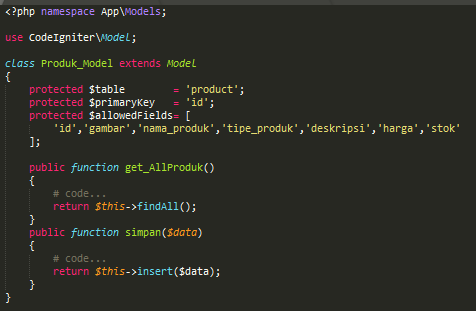 <?php namespace App\Models;
use CodeIgniter\Model;
class Produk_Model extends Model
{
protected $table = 'product';
protected $primaryKey = 'id';
protected $allowedFields= [
'id','gambar','nama_produk','tipe_produk','deskripsi','harga','stok'
];
public function get_AllProduk()
{
# code...
return $this->findAll();
}
public function simpan($data)
{
# code...
return $this->insert($data);
}
}